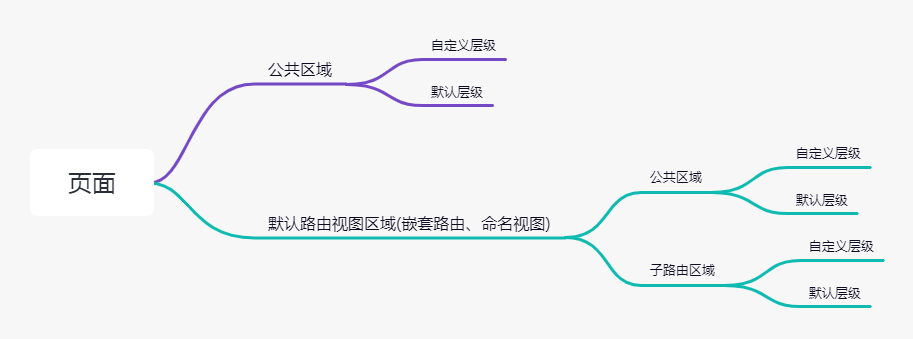 页面
公共区域
自定义层级
默认层级
默认路由视图区域(嵌套路由、命名视图)
公共区域
自定义层级
默认层级
子路由区域
自定义层级
默认层级